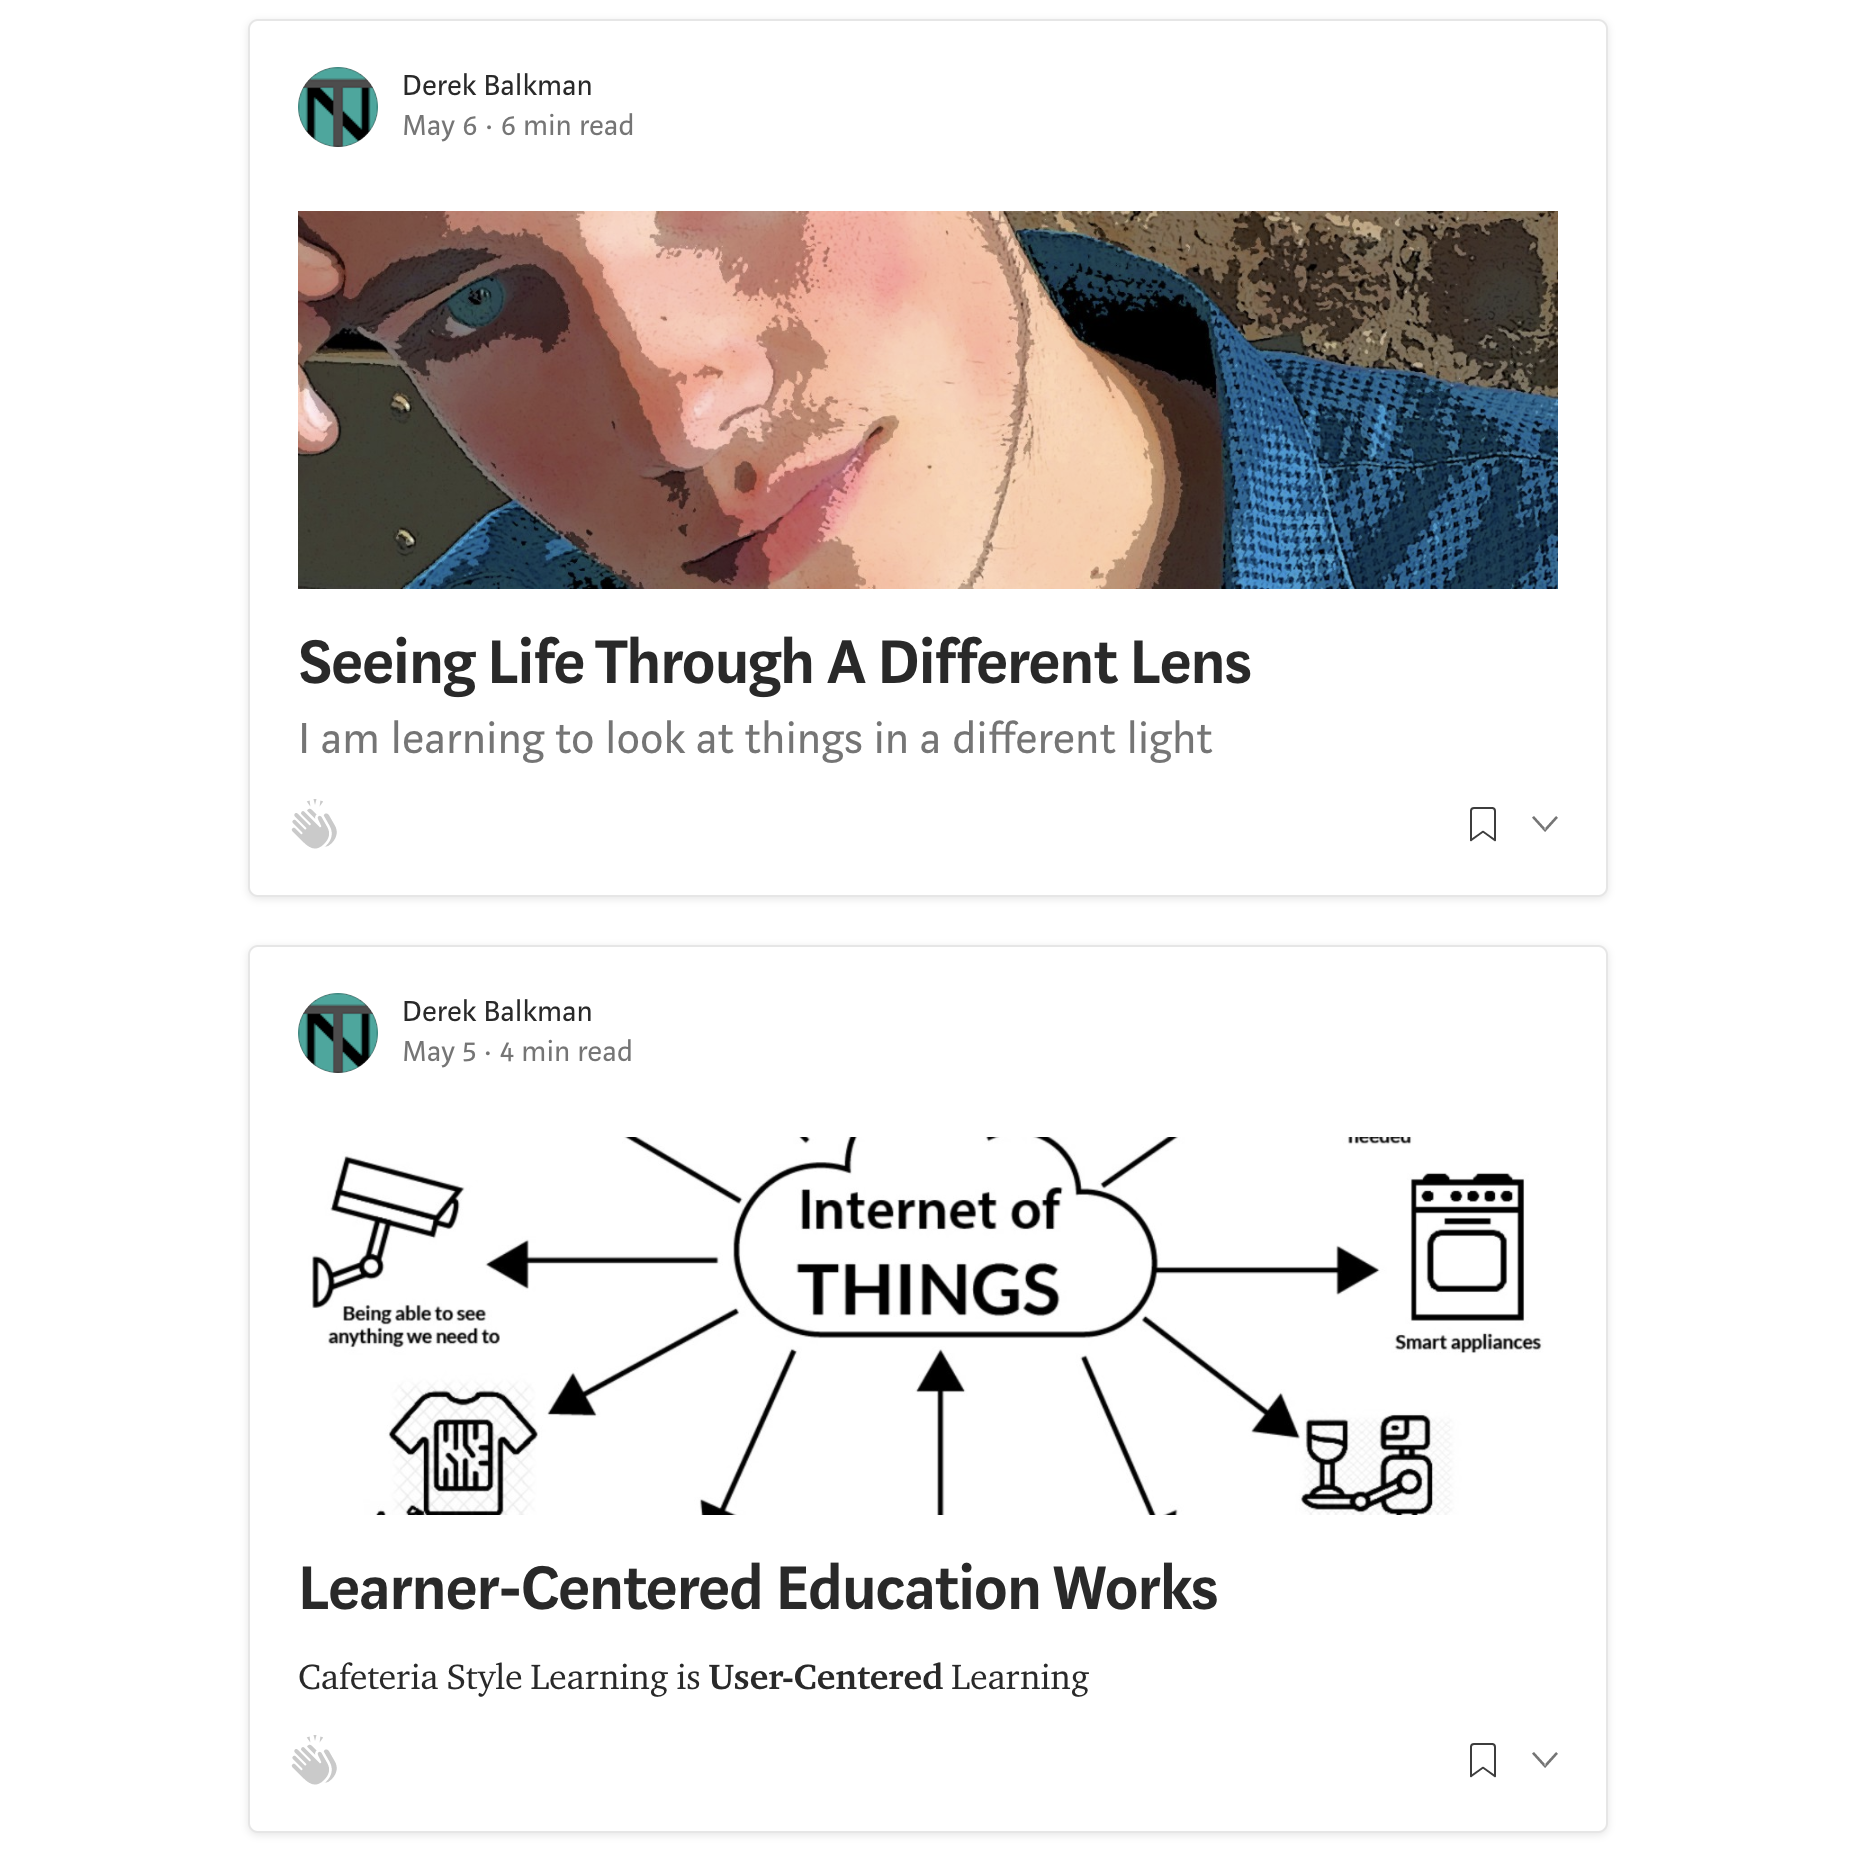 Derek Balkman
May 6 · 6 min read
Seeing Life Through A Different Lens
I am learning to look at things in a different light
Derek Balkman
May 5 · 4 min read
needed
Internet of
THINGS
Being able to see
anything we need to
Smart appliances
Learner-Centered Education Works
Cafeteria Style Learning is User-Centered Learning